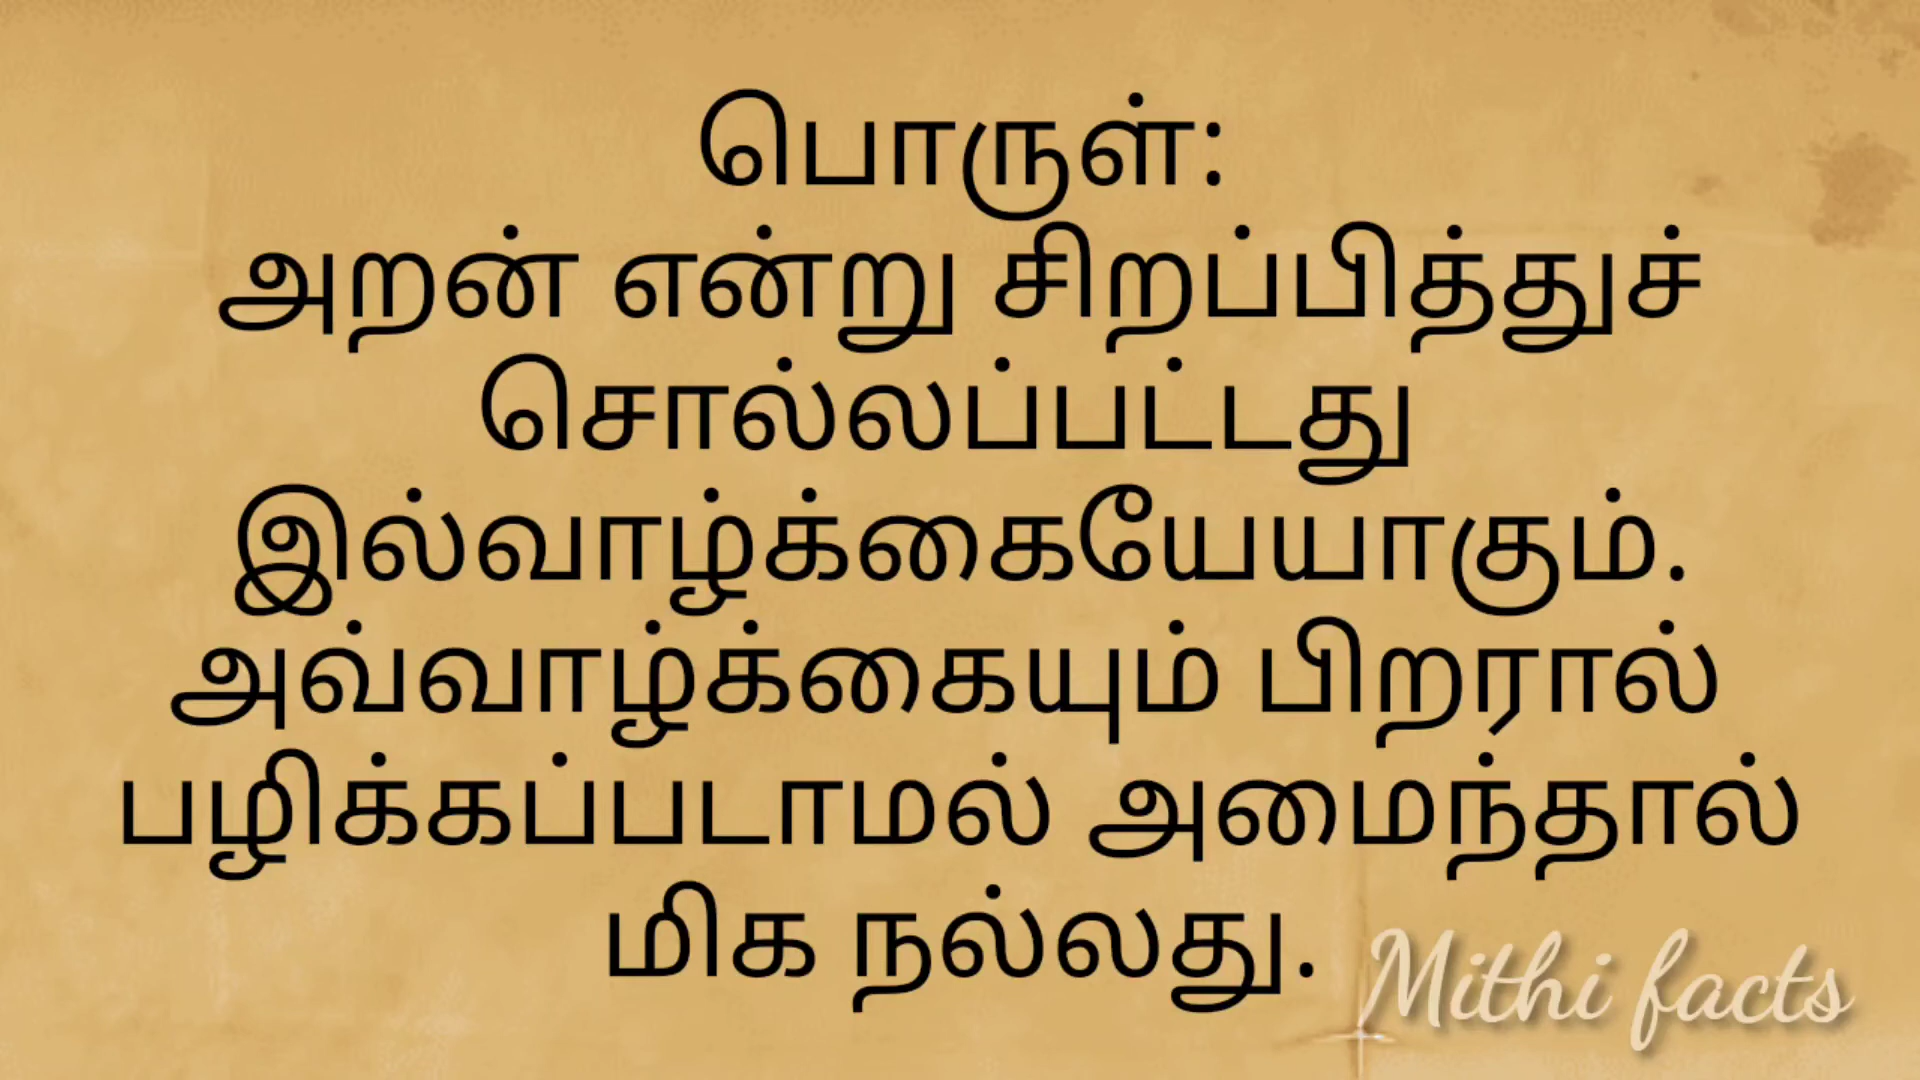 பொருள்:
அறன் என்று சிறப்பித்துச்
சொல்லப்பட்டது
இல்வாழ்க்கையேயாகும்.
அவ்வாழ்க்கையும் பிறரால்
பழிக்கப்படாமல் அமைந்தால்
மிக நல்லது.
Mithi facts